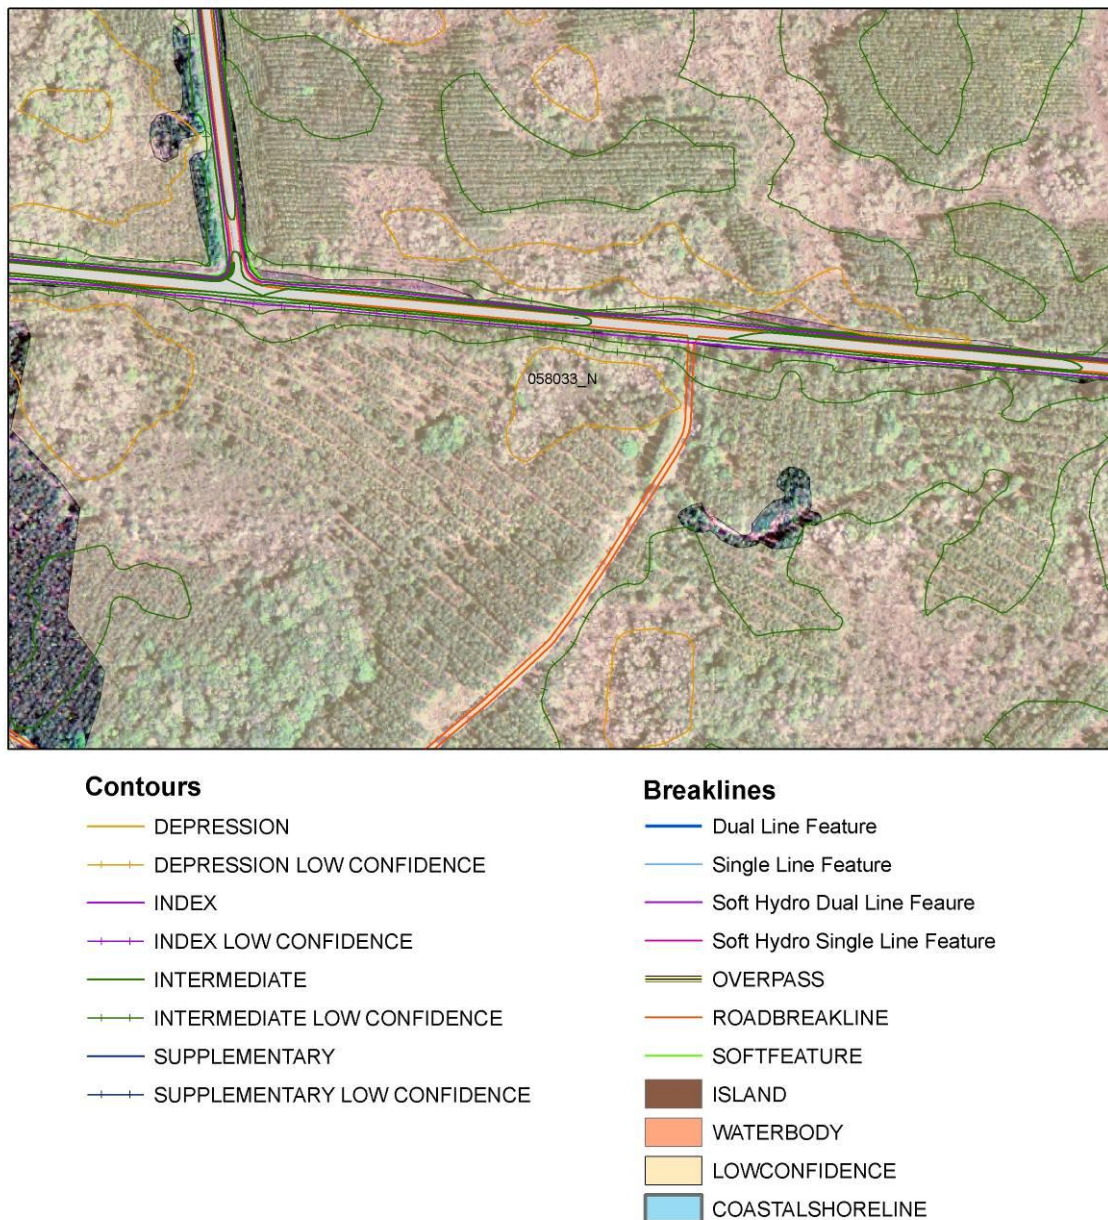 058033_N
Contours
DEPRESSION
DEPRESSION LOW CONFIDENCE
INDEX
INDEX LOW CONFIDENCE
INTERMEDIATE
INTERMEDIATE LOW CONFIDENCE
SUPPLEMENTARY
SUPPLEMENTARY LOW CONFIDENCE
Breaklines
Dual Line Feature
Single Line Feature
Soft Hydro Dual Line Feaure
Soft Hydro Single Line Feature
OVERPASS
ROADBREAKLINE
SOFTFEATURE
ISLAND
WATERBODY
LOWCONFIDENCE
COASTALSHORELINE